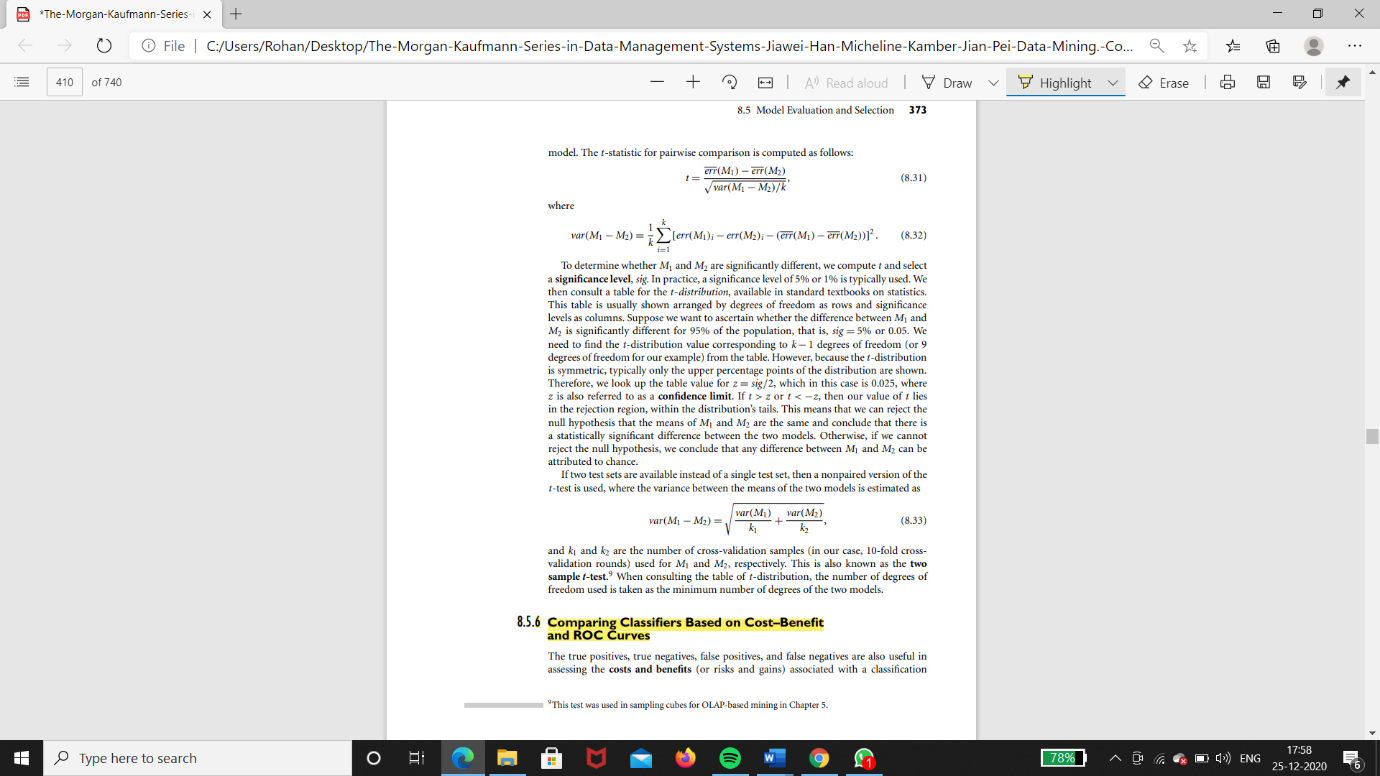 *The-Morgan-Kaufmann-Series-
File | C:/Users/Rohan/Desktop/The-Morgan-Kaufmann-Series-in-Data-Management-Systems-Jiawei-Han-Micheline-Kamber-Jian-Pei-Data-Mining.-Co...
410 of 740 Read aloud Draw Highlight Erase
8.5 Model Evaluation and Selection 373
model. The t-statistic for pairwise comparison is computed as follows:
t = (e̅r̅r̅(M₁) − e̅r̅r̅(M₂)) / √(var(M₁ − M₂)/k), (8.31)
where
var(M₁ − M₂) = 1/k ∑ᵢ₌₁ᵏ [err(M₁)ᵢ − err(M₂)ᵢ − (e̅r̅r̅(M₁) − e̅r̅r̅(M₂))]². (8.32)
To determine whether M₁ and M₂ are significantly different, we compute t and select
a significance level, sig. In practice, a significance level of 5% or 1% is typically used. We
then consult a table for the t-distribution, available in standard textbooks on statistics.
This table is usually shown arranged by degrees of freedom as rows and significance
levels as columns. Suppose we want to ascertain whether the difference between M₁ and
M₂ is significantly different for 95% of the population, that is, sig = 5% or 0.05. We
need to find the t-distribution value corresponding to k − 1 degrees of freedom (or 9
degrees of freedom for our example) from the table. However, because the t-distribution
is symmetric, typically only the upper percentage points of the distribution are shown.
Therefore, we look up the table value for z = sig/2, which in this case is 0.025, where
z is also referred to as a confidence limit. If t > z or t < −z, then our value of t lies
in the rejection region, within the distribution's tails. This means that we can reject the
null hypothesis that the means of M₁ and M₂ are the same and conclude that there is
a statistically significant difference between the two models. Otherwise, if we cannot
reject the null hypothesis, we conclude that any difference between M₁ and M₂ can be
attributed to chance.
If two test sets are available instead of a single test set, then a nonpaired version of the
t-test is used, where the variance between the means of the two models is estimated as
var(M₁ − M₂) = √(var(M₁)/k₁ + var(M₂)/k₂), (8.33)
and k₁ and k₂ are the number of cross-validation samples (in our case, 10-fold cross-
validation rounds) used for M₁ and M₂, respectively. This is also known as the two
sample t-test.⁹ When consulting the table of t-distribution, the number of degrees of
freedom used is taken as the minimum number of degrees of the two models.
8.5.6 Comparing Classifiers Based on Cost–Benefit
and ROC Curves
The true positives, true negatives, false positives, and false negatives are also useful in
assessing the costs and benefits (or risks and gains) associated with a classification
⁹This test was used in sampling cubes for OLAP-based mining in Chapter 5.
Type here to search
78% ENG 17:58
25-12-2020
6
1